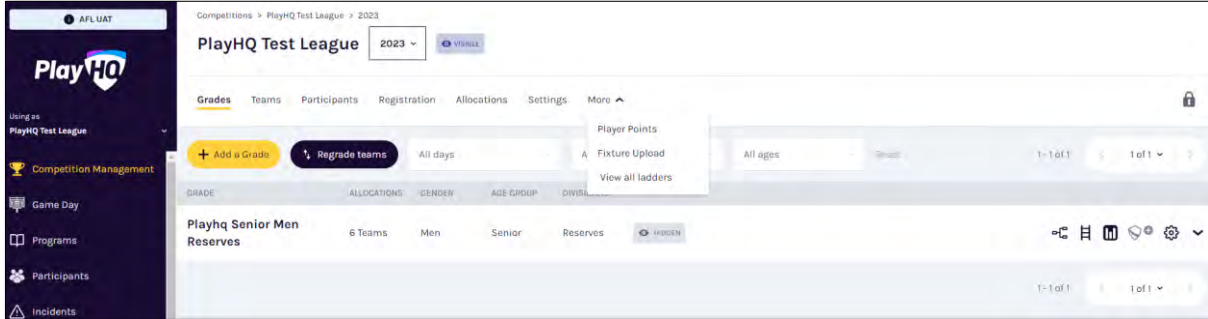 AFL UAT
PlayHQ
Using as
PlayHQ Test League
Competition Management
Game Day
Programs
Participants
Incidents
Competitions > PlayHQ Test League > 2023
PlayHQ Test League
2023
VISIBLE
Grades Teams Participants Registration Allocations Settings More
Player Points
Fixture Upload
View all ladders
+ Add a Grade Regrade teams All days A All ages Reset 1-1 of 1 1 of 1
GRADE ALLOCATIONS GENDER AGE GROUP
Playhq Senior Men Reserves
6 Teams Men Senior Reserves HIDDEN
1-1 of 1 1 of 1